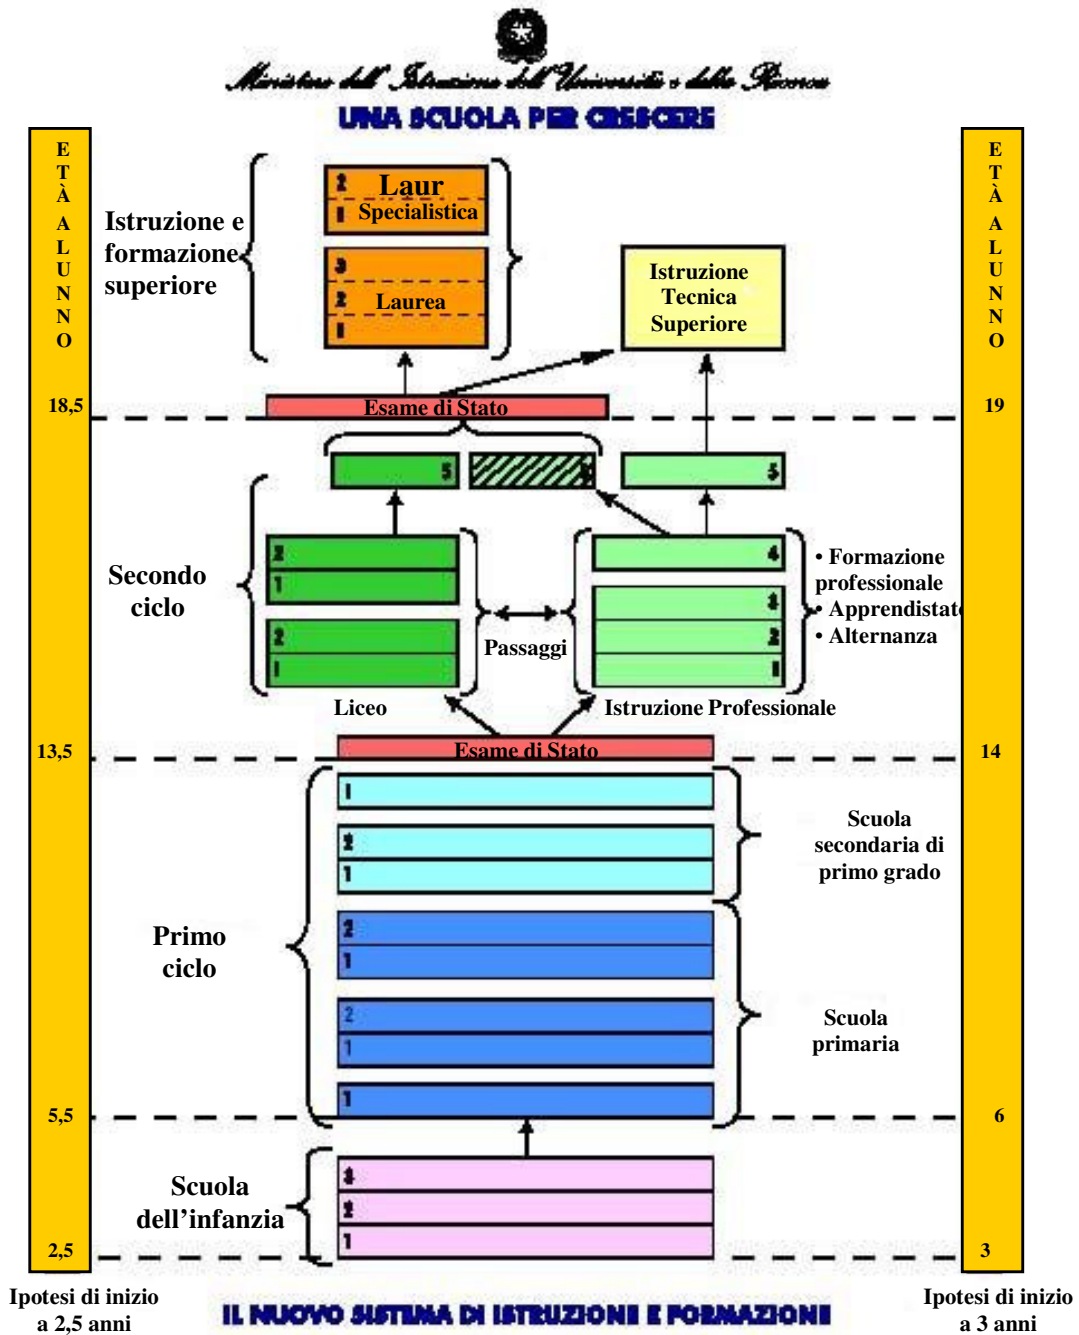 Ministero dell' Istruzione dell' Università e della Ricerca
UNA SCUOLA PER CRESCERE
ETÀ ALUNNO
ETÀ ALUNNO
2
Laur
1
Specialistica
Istruzione e
formazione
superiore
3
2
Laurea
1
Istruzione
Tecnica
Superiore
18,5
Esame di Stato
19
5
5
Secondo
ciclo
2
1
2
1
Passaggi
4
3
2
1
• Formazione
professionale
• Apprendistato
• Alternanza
Liceo
Istruzione Professionale
13,5
Esame di Stato
14
1
2
1
Scuola
secondaria di
primo grado
Primo
ciclo
2
1
2
1
1
Scuola
primaria
5,5
6
Scuola
dell’infanzia
3
2
1
2,5
3
Ipotesi di inizio
a 2,5 anni
IL NUOVO SISTEMA DI ISTRUZIONE E FORMAZIONE
Ipotesi di inizio
a 3 anni